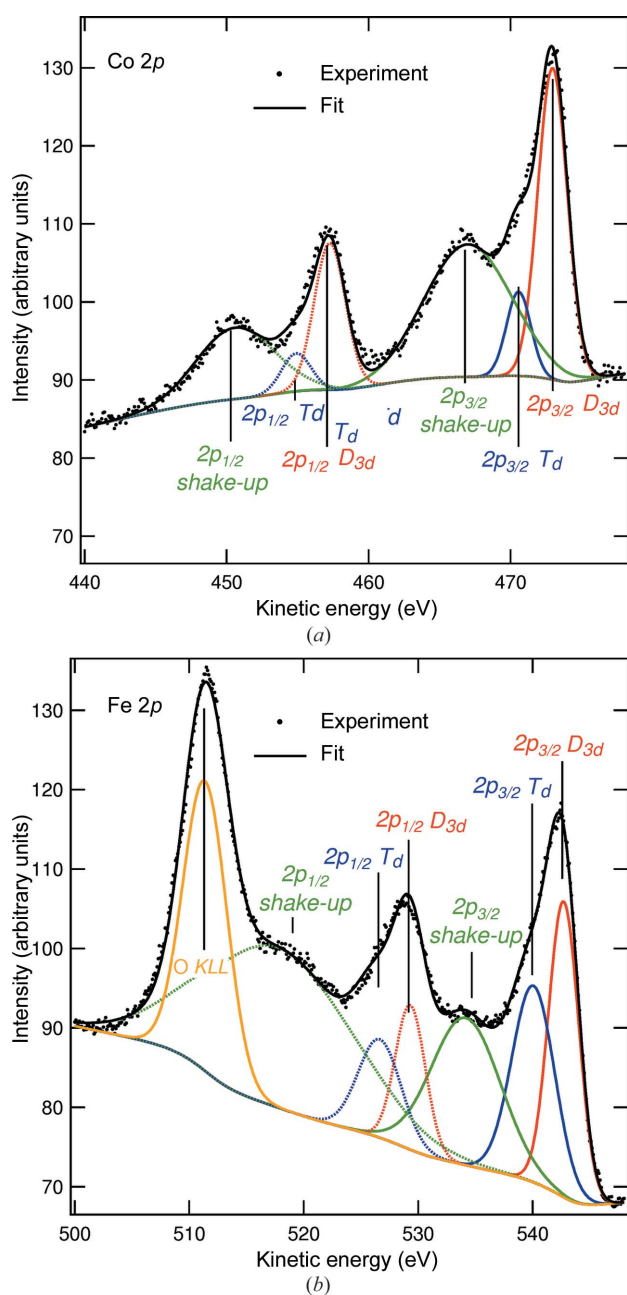 Co 2p
Experiment
Fit
130
120
110
100
90
80
70
Intensity (arbitrary units)
2p1/2 Td
Td
d
2p3/2
shake-up
2p3/2 D3d
2p1/2
shake-up
2p1/2 D3d
2p3/2 Td
440
450
460
470
Kinetic energy (eV)
(a)
Fe 2p
Experiment
Fit
130
120
110
100
90
80
70
Intensity (arbitrary units)
2p3/2 D3d
2p3/2 Td
2p1/2 D3d
2p1/2 Td
2p1/2
shake-up
2p3/2
shake-up
O KLL
500
510
520
530
540
Kinetic energy (eV)
(b)